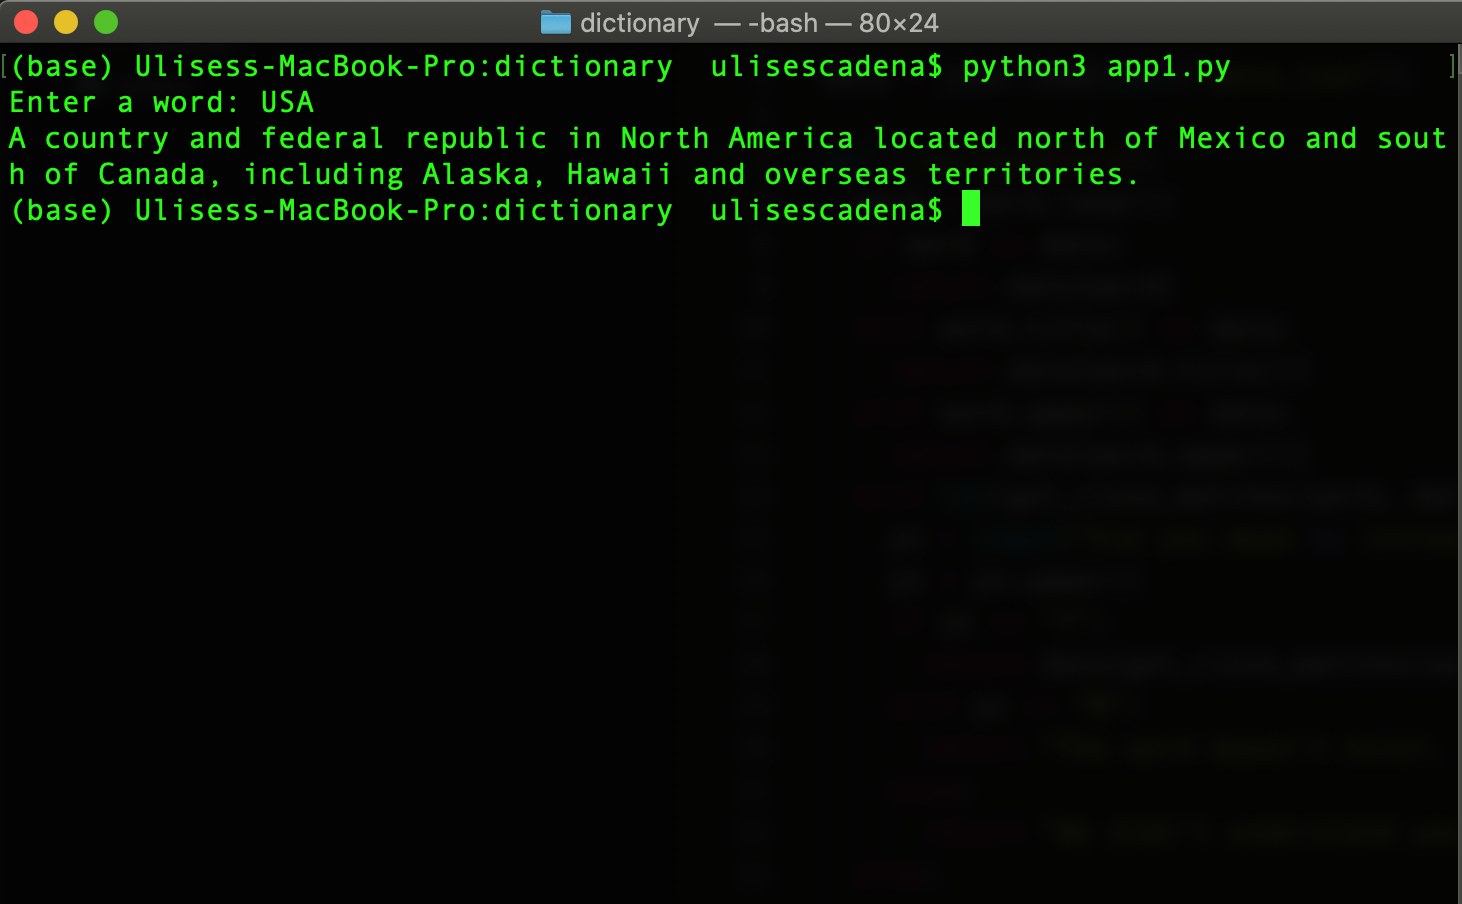 dictionary — -bash — 80×24
[(base) Ulisess-MacBook-Pro:dictionary ulisescadena$ python3 app1.py ]
Enter a word: USA
A country and federal republic in North America located north of Mexico and sout
h of Canada, including Alaska, Hawaii and overseas territories.
(base) Ulisess-MacBook-Pro:dictionary ulisescadena$